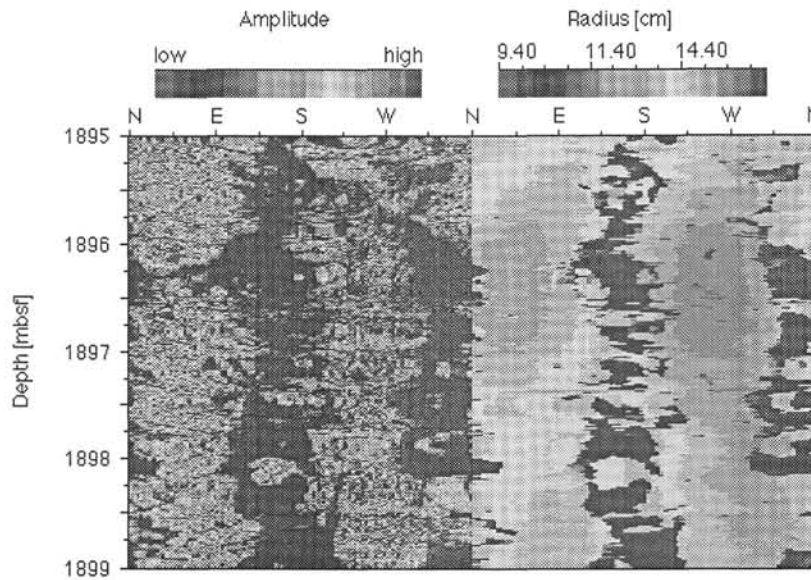 Amplitude Radius [cm]
low high 9.40 11.40 14.40
N E S W N E S W N
1895
1896
1897
1898
1899
Depth [mbsf]